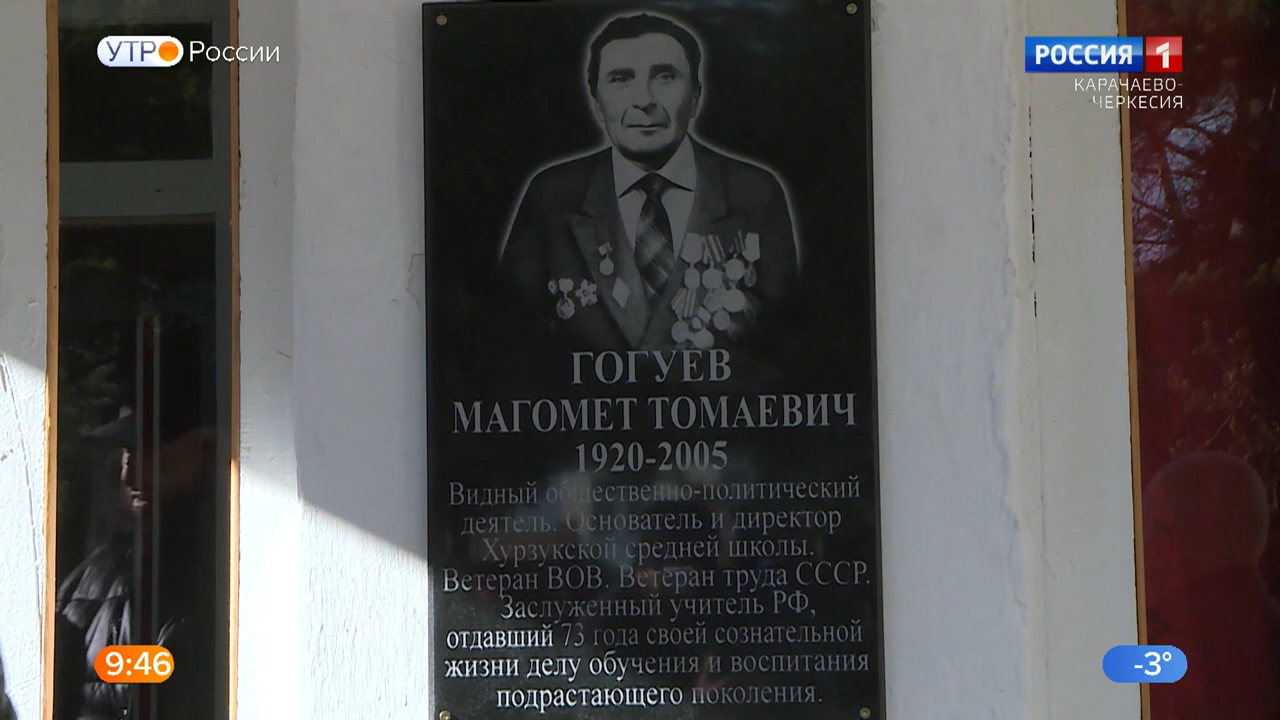 УТРО России
РОССИЯ 1
КАРАЧАЕВО-
ЧЕРКЕСИЯ
ГОГУЕВ
МАГОМЕТ ТОМАЕВИЧ
1920-2005
Видный общественно-политический
деятель. Основатель и директор
Хурзукской средней школы.
Ветеран ВОВ. Ветеран труда СССР.
Заслуженный учитель РФ,
отдавший 73 года своей сознательной
жизни делу обучения и воспитания
подрастающего поколения.
9:46
-3°